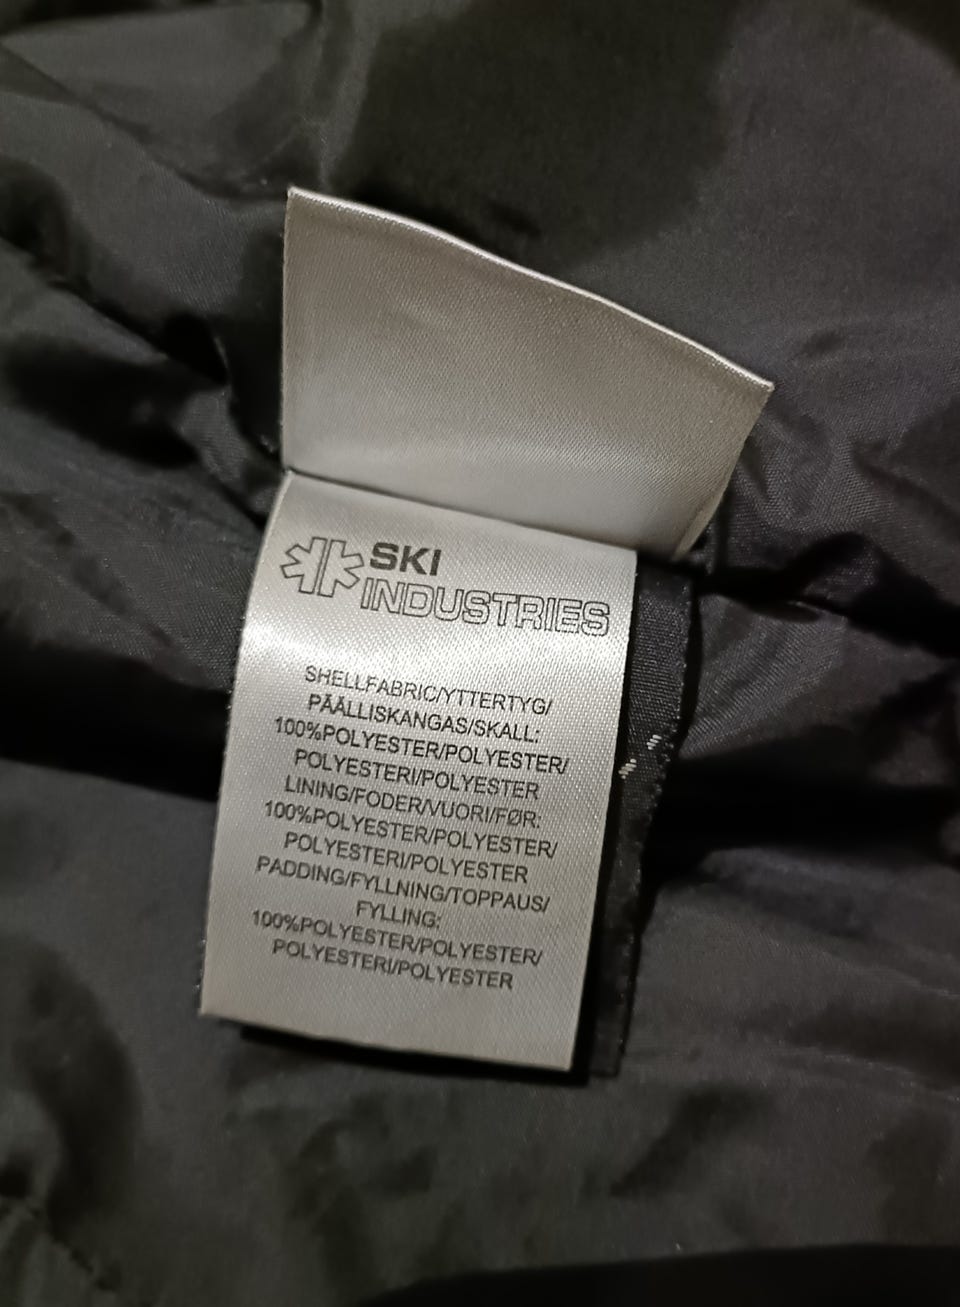 SKI
INDUSTRIES
SHELLFABRIC/YTTERTYG/
PÄÄLLISKANGAS/SKALL:
100%POLYESTER/POLYESTER/
POLYESTERI/POLYESTER
LINING/FODER/VUORI/FØR:
100%POLYESTER/POLYESTER/
POLYESTERI/POLYESTER
PADDING/FYLLNING/TOPPAUS/
FYLLING:
100%POLYESTER/POLYESTER/
POLYESTERI/POLYESTER